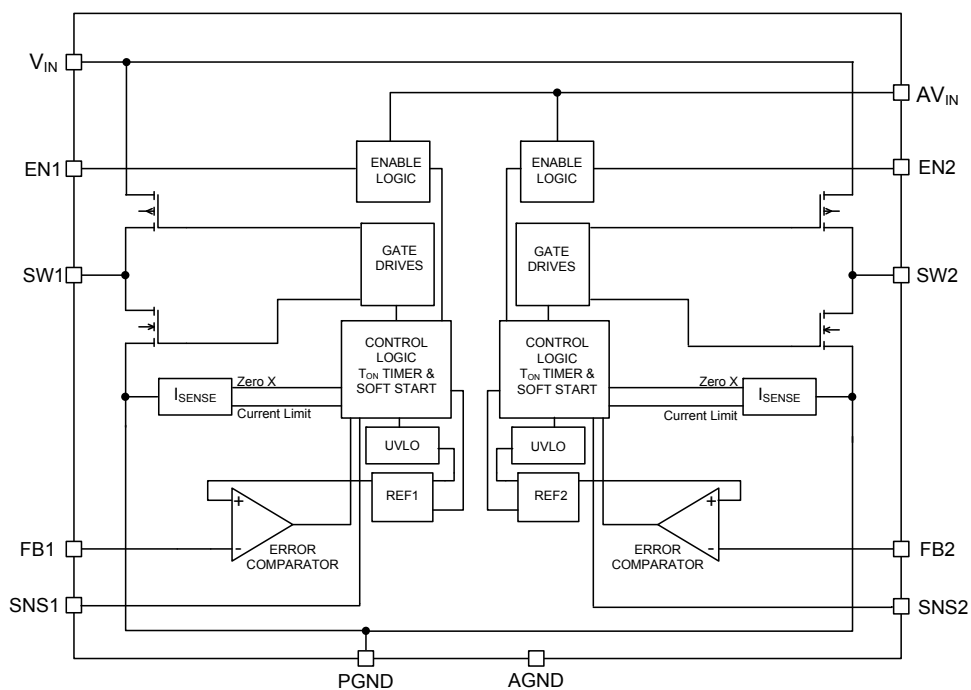 VIN
AVIN
EN1
ENABLE
LOGIC
ENABLE
LOGIC
EN2
GATE
DRIVES
GATE
DRIVES
SW1
SW2
CONTROL
LOGIC
TON TIMER &
SOFT START
CONTROL
LOGIC
TON TIMER &
SOFT START
ISENSE
Zero X
Current Limit
Zero X
Current Limit
ISENSE
UVLO
UVLO
REF1
REF2
+
-
+
-
ERROR
COMPARATOR
ERROR
COMPARATOR
FB1
FB2
SNS1
SNS2
PGND
AGND